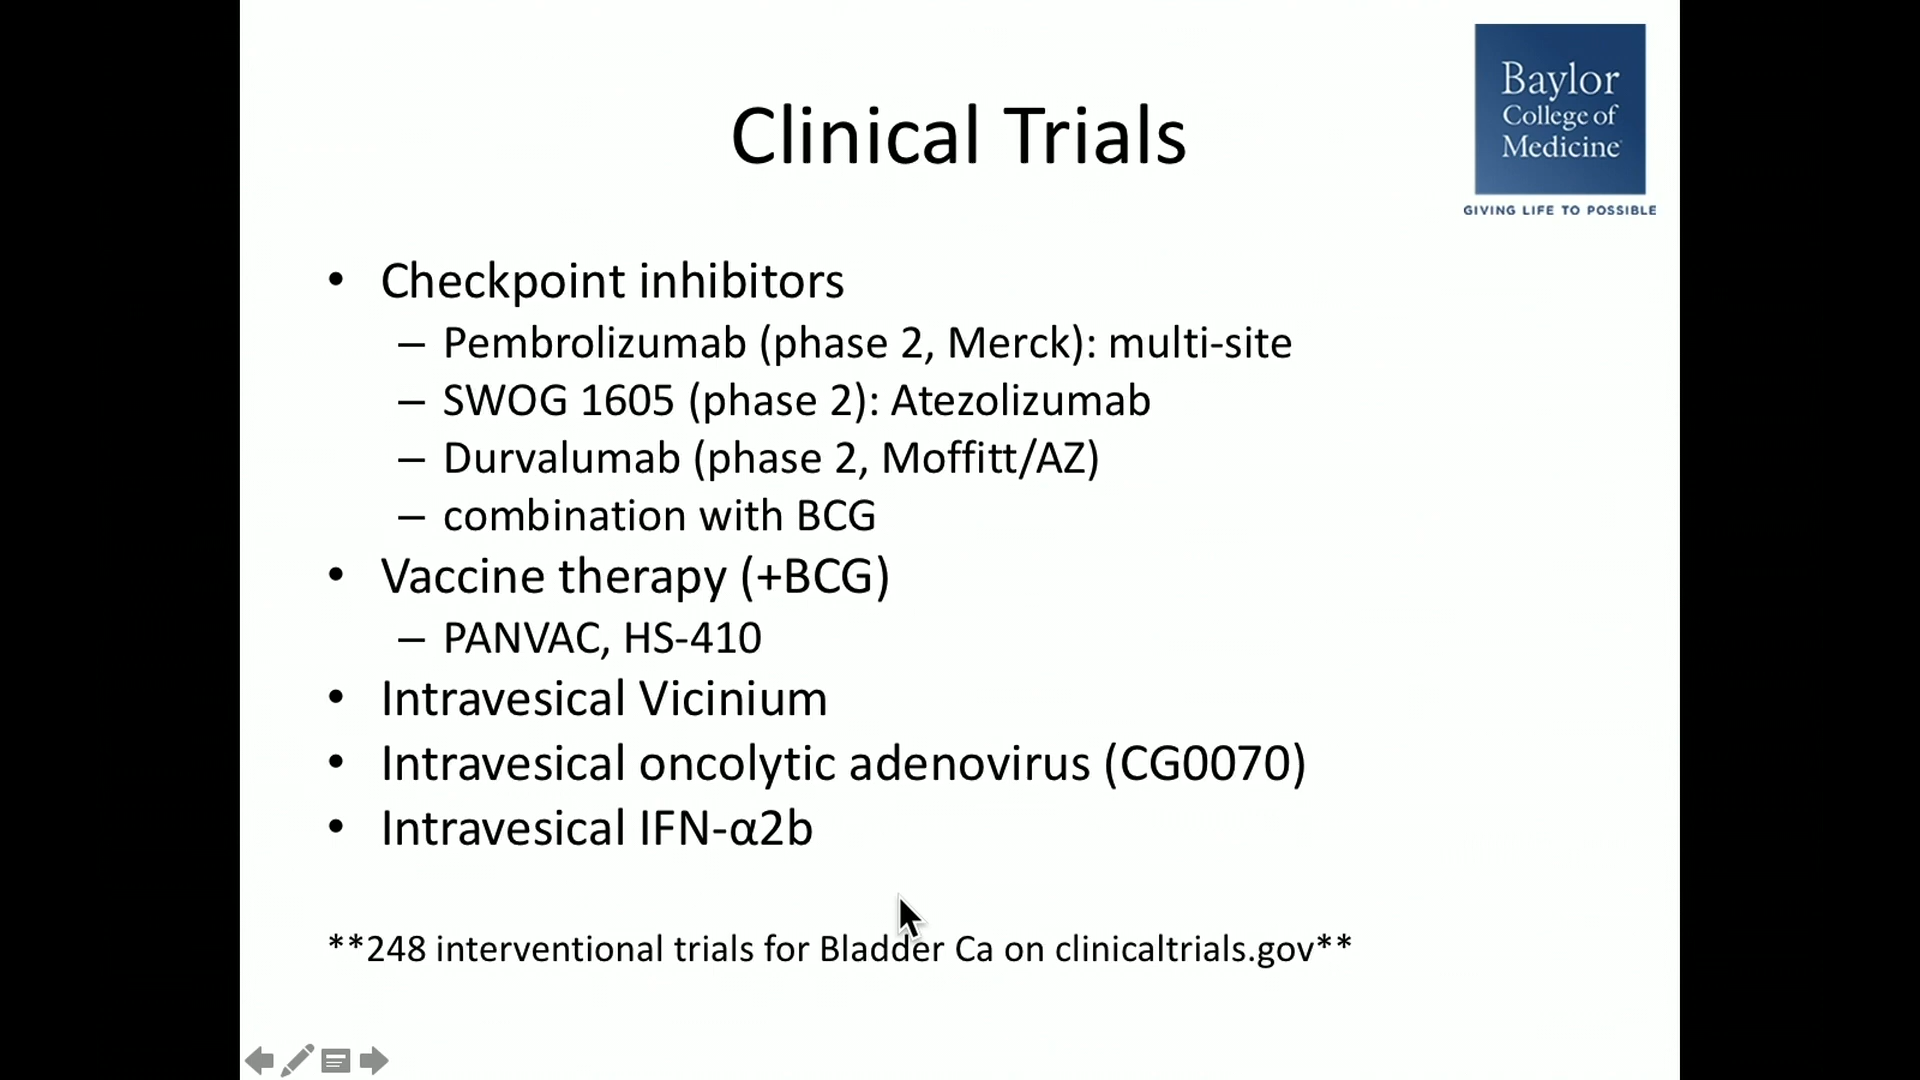 Baylor
College of
Medicine
GIVING LIFE TO POSSIBLE
Clinical Trials
• Checkpoint inhibitors
– Pembrolizumab (phase 2, Merck): multi-site
– SWOG 1605 (phase 2): Atezolizumab
– Durvalumab (phase 2, Moffitt/AZ)
– combination with BCG
• Vaccine therapy (+BCG)
– PANVAC, HS-410
• Intravesical Vicinium
• Intravesical oncolytic adenovirus (CG0070)
• Intravesical IFN-α2b
**248 interventional trials for Bladder Ca on clinicaltrials.gov**